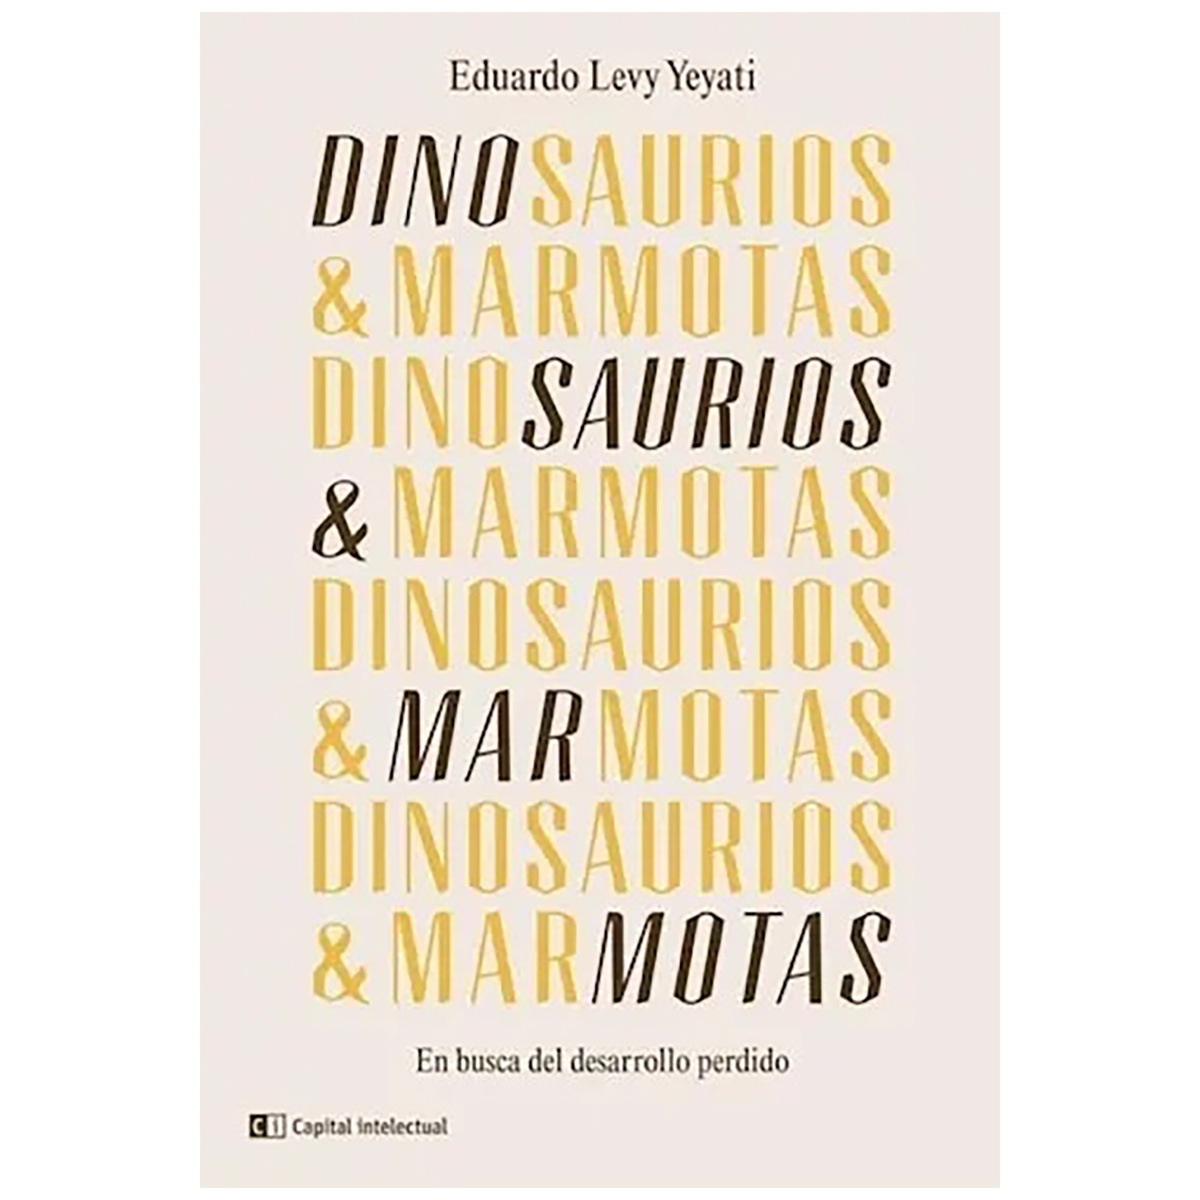 Eduardo Levy Yeyati
DINOSAURIOS
& MARMOTAS
DINOSAURIOS
& MARMOTAS
DINOSAURIOS
& MARMOTAS
DINOSAURIOS
& MARMOTAS
En busca del desarrollo perdido
Ci Capital intelectual